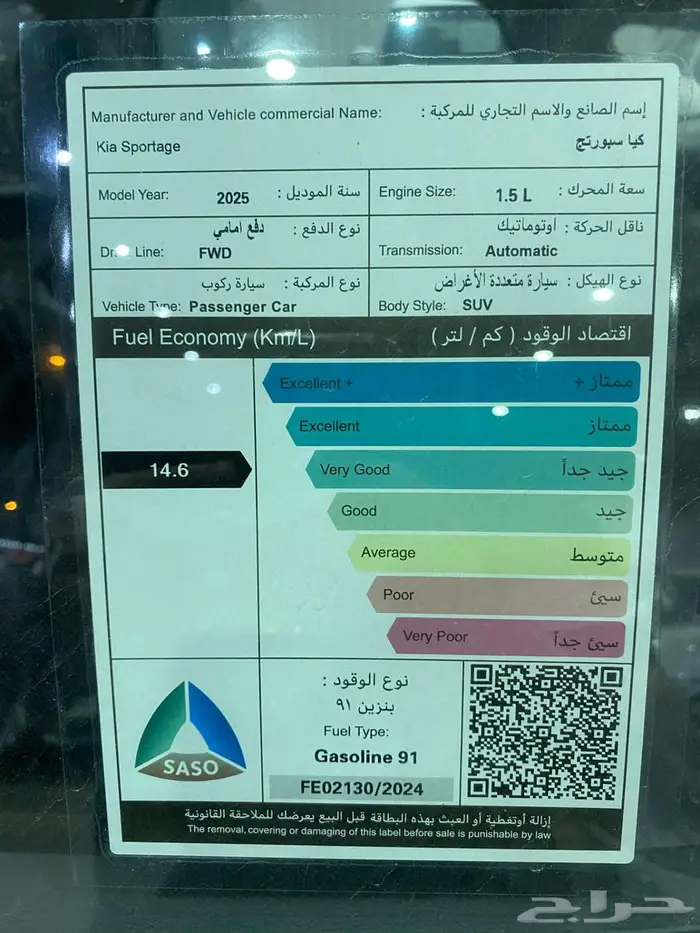 Manufacturer and Vehicle commercial Name: إسم الصانع والاسم التجاري للمركبة :
Kia Sportage كيا سبورتج
Model Year: 2025 سنة الموديل :
Engine Size: 1.5 L سعة المحرك :
نوع الدفع : دفع امامي
Line: FWD
ناقل الحركة : اوتوماتيك
Transmission: Automatic
نوع المركبة : سيارة ركوب
Vehicle Type: Passenger Car
نوع الهيكل : سيارة متعددة الأغراض
Body Style: SUV
Fuel Economy (Km/L) اقتصاد الوقود ( كم / لتر )
Excellent + ممتاز +
Excellent ممتاز
14.6
Very Good جيد جداً
Good جيد
Average متوسط
Poor سيئ
Very Poor سيئ جداً
SASO
نوع الوقود :
بنزين ٩١
Fuel Type:
Gasoline 91
FE02130/2024
إزالة أوتغطية أو العبث بهذه البطاقة قبل البيع يعرضك للملاحقة القانونية
The removal, covering or damaging of this label before sale is punishable by law
حراج